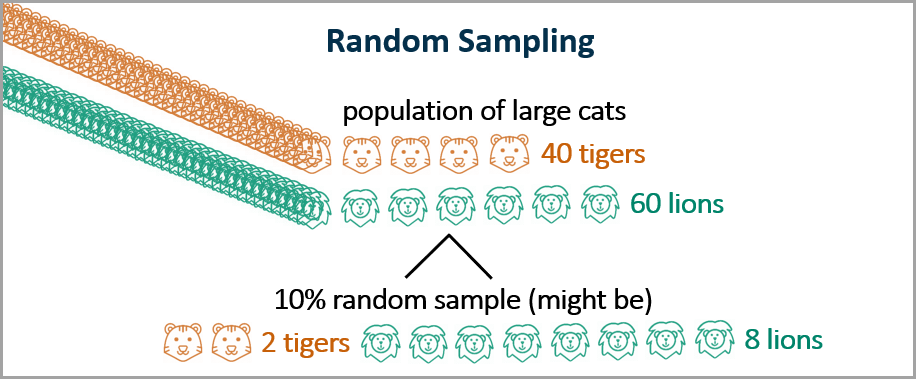 Random Sampling
population of large cats
40 tigers
60 lions
10% random sample (might be)
2 tigers 8 lions